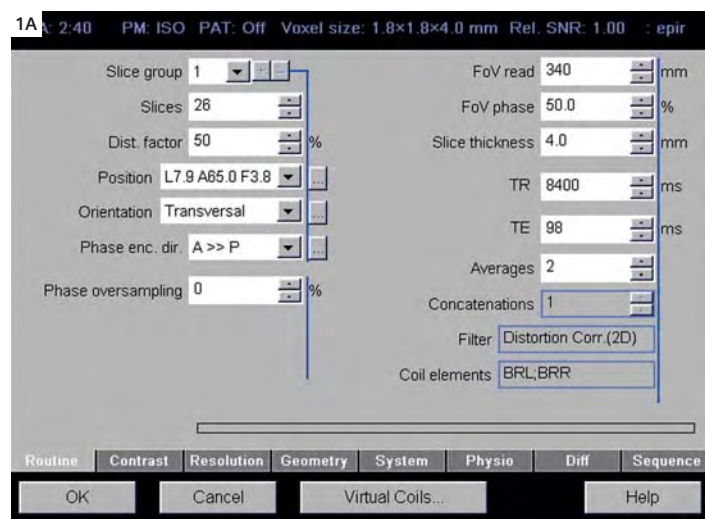 1A
A: 2:40 PM: ISO PAT: Off Voxel size: 1.8×1.8×4.0 mm Rel. SNR: 1.00 : epir
Slice group 1 + -
Slices 26
Dist. factor 50 %
Position L7.9 A65.0 F3.8 ...
Orientation Transversal ...
Phase enc. dir. A >> P ...
Phase oversampling 0 %
FoV read 340 mm
FoV phase 50.0 %
Slice thickness 4.0 mm
TR 8400 ms
TE 98 ms
Averages 2
Concatenations 1
Filter Distortion Corr.(2D)
Coil elements BRL;BRR
Routine Contrast Resolution Geometry System Physio Diff Sequence
OK Cancel Virtual Coils... Help